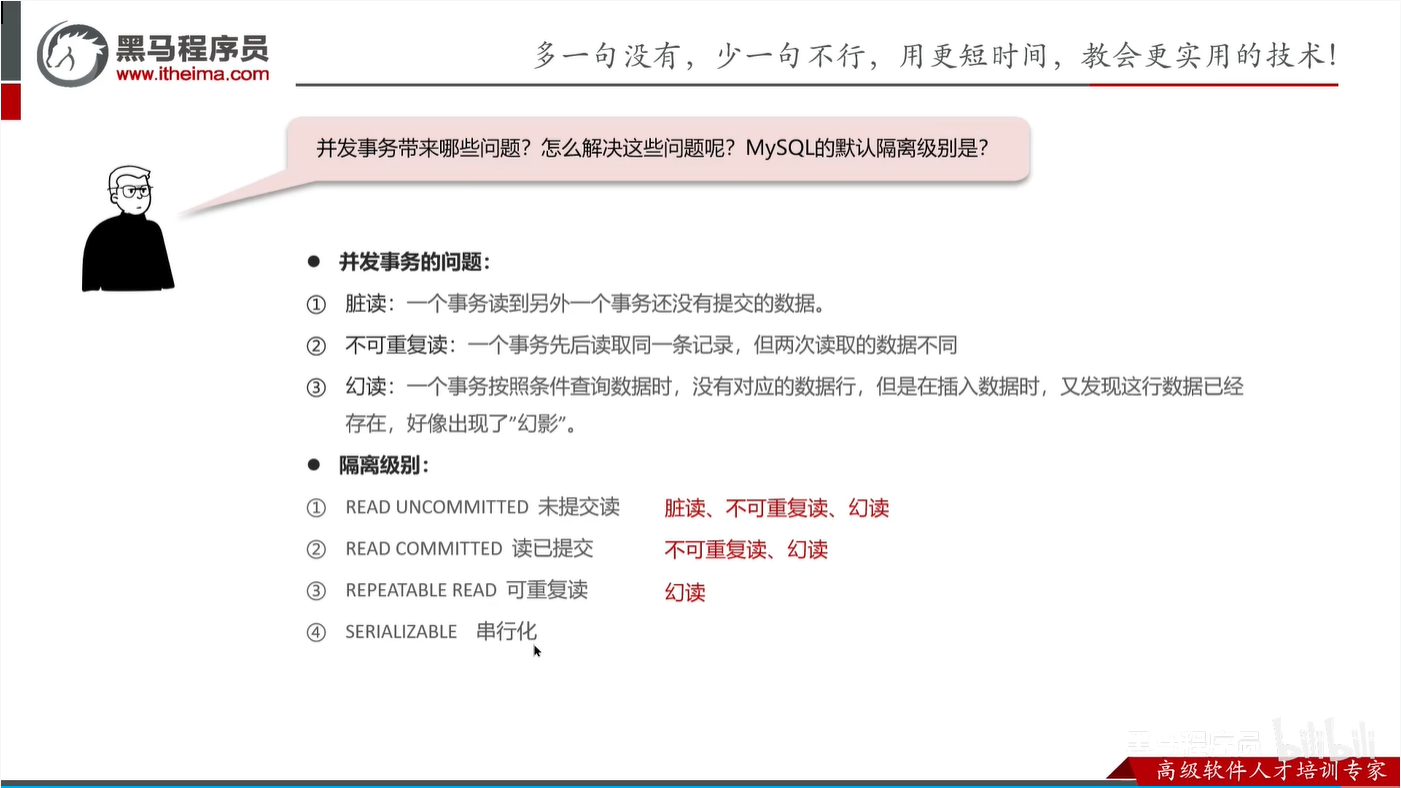 黑马程序员
www.itheima.com
多一句没有，少一句不行，用更短时间，教会更实用的技术！
并发事务带来哪些问题？怎么解决这些问题呢？MySQL的默认隔离级别是？
● 并发事务的问题：
① 脏读：一个事务读到另外一个事务还没有提交的数据。
② 不可重复读：一个事务先后读取同一条记录，但两次读取的数据不同
③ 幻读：一个事务按照条件查询数据时，没有对应的数据行，但是在插入数据时，又发现这行数据已经
存在，好像出现了”幻影”。
● 隔离级别：
① READ UNCOMMITTED 未提交读 脏读、不可重复读、幻读
② READ COMMITTED 读已提交 不可重复读、幻读
③ REPEATABLE READ 可重复读 幻读
④ SERIALIZABLE 串行化
黑马程序员 bilibili
高级软件人才培训专家